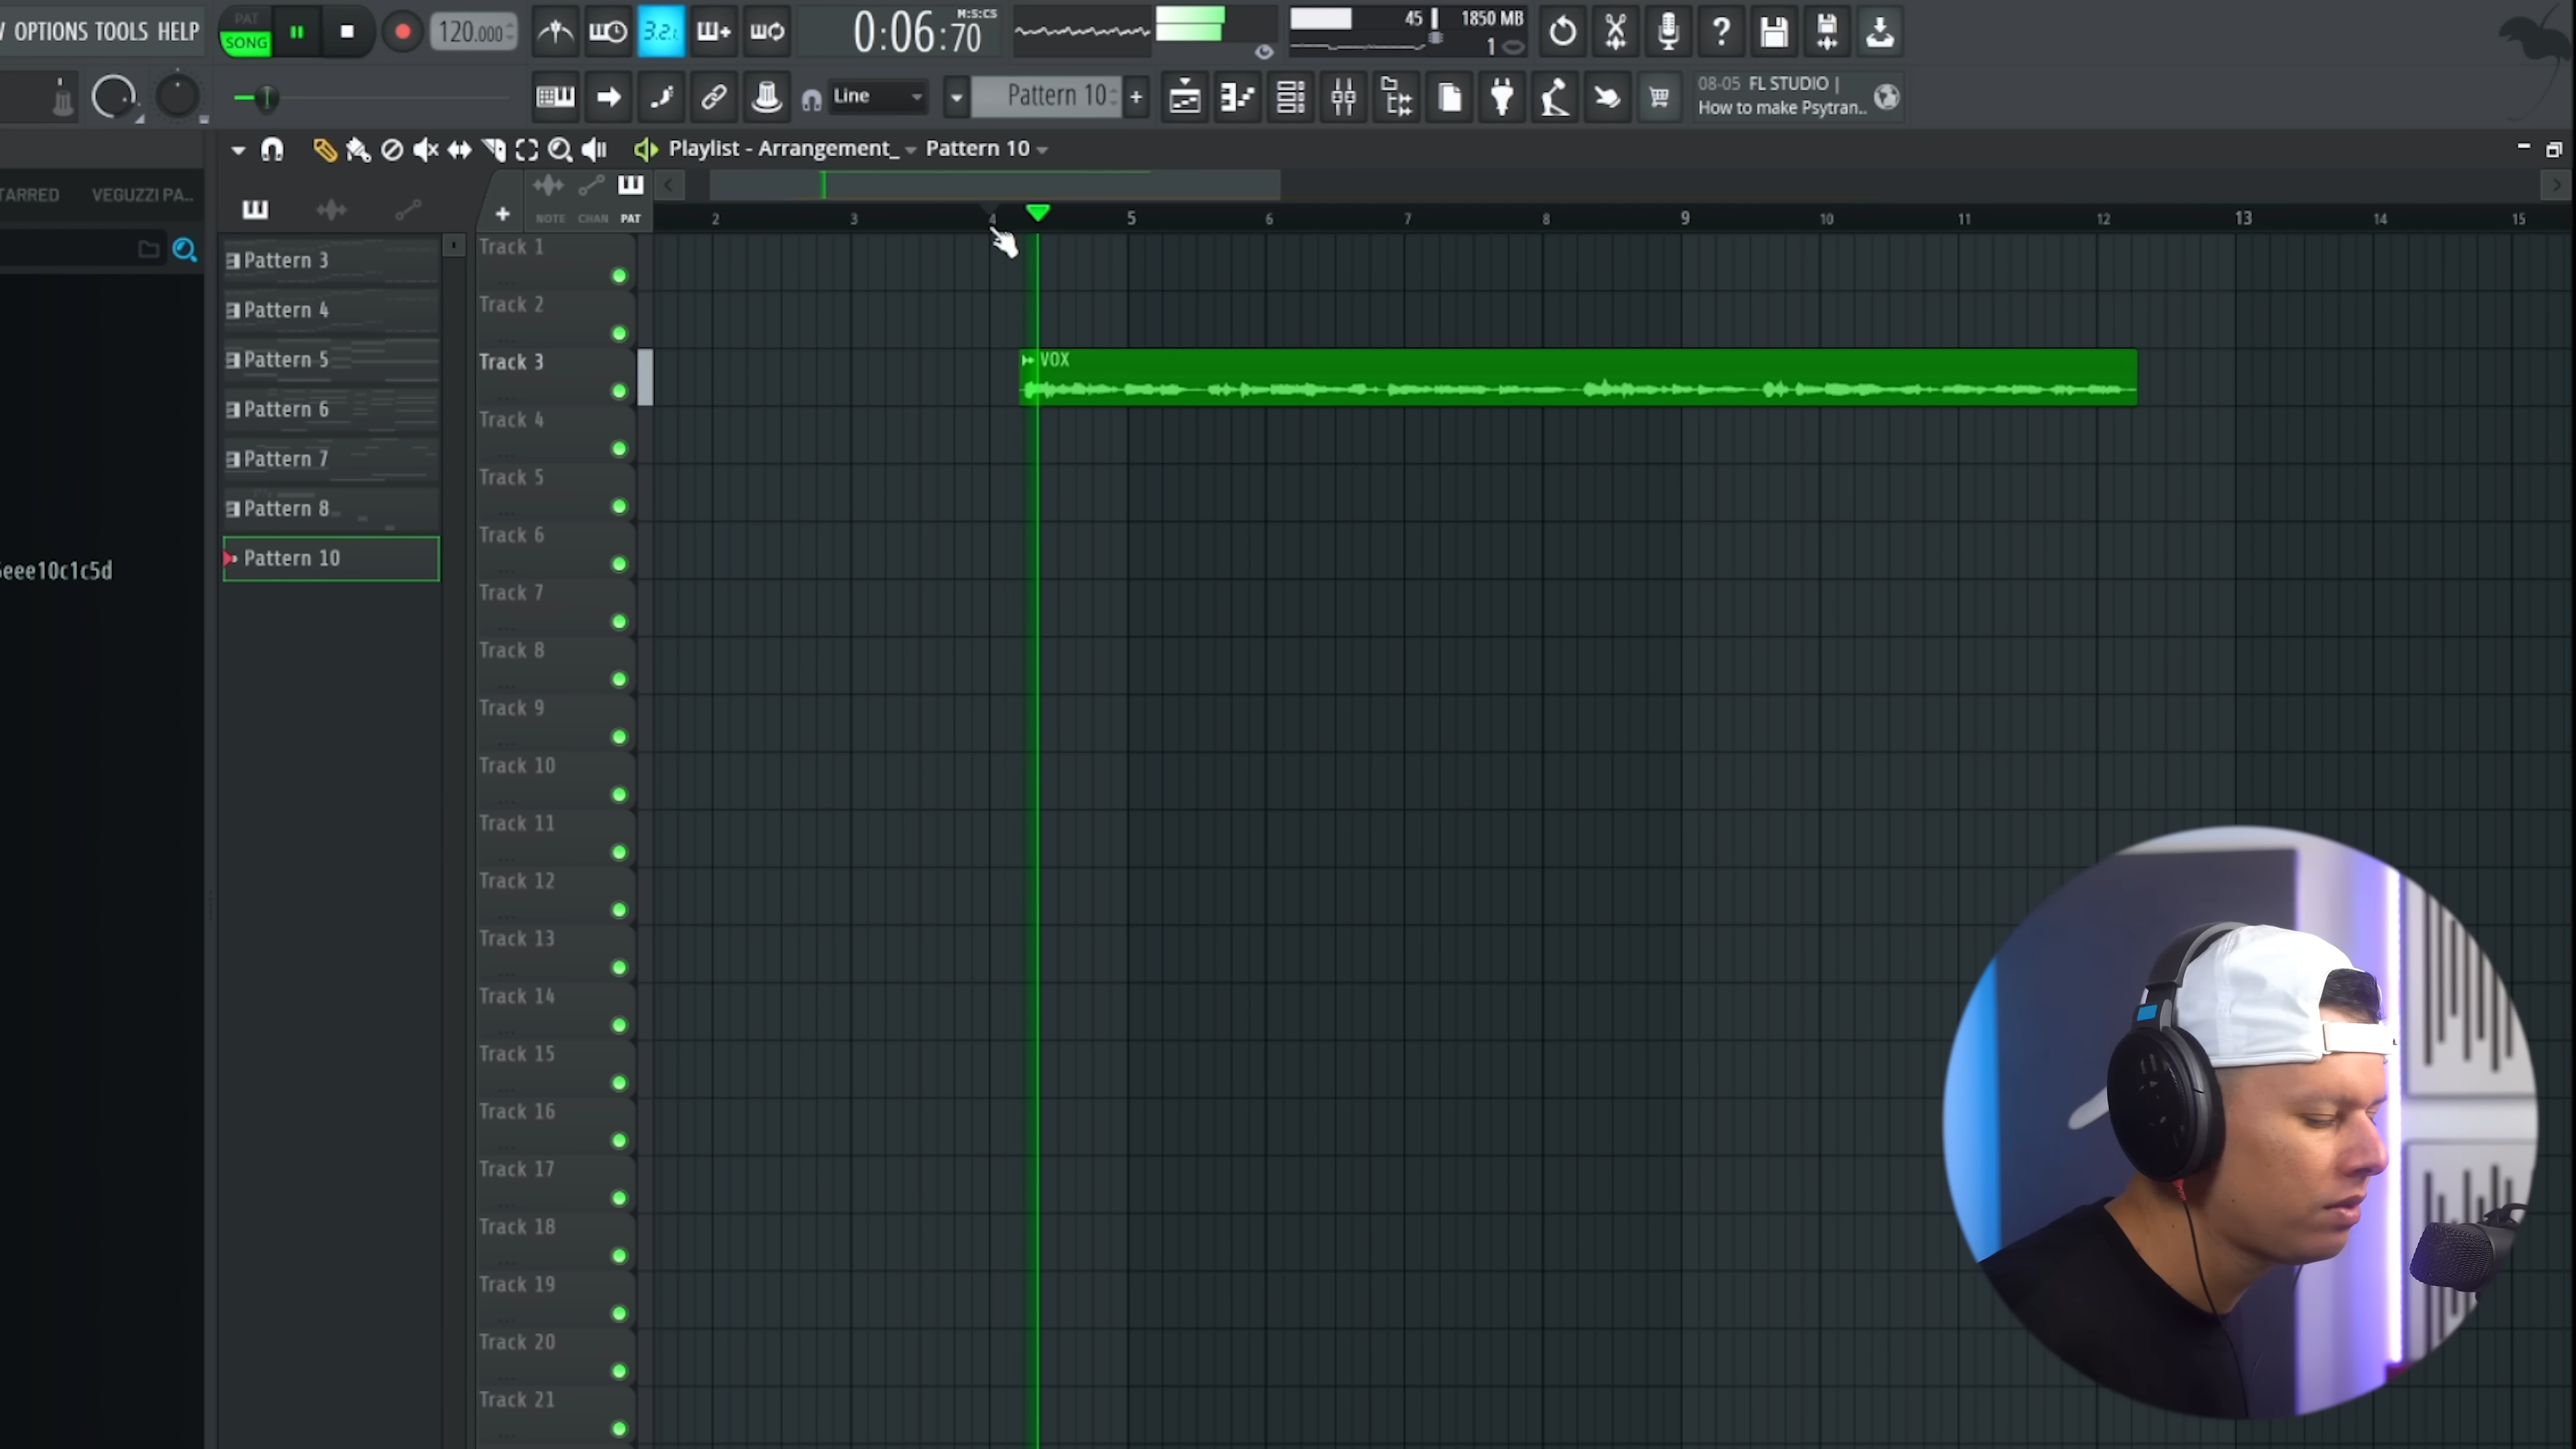 OPTIONS TOOLS HELP
PAT
SONG
120.000
3.2.
0:06:70
M:S:CS
45
1850 MB
1
Line
Pattern 10
08-05 FL STUDIO |
How to make Psytran..
Playlist - Arrangement_
Pattern 10
TARRED
VEGUZZI PA..
NOTE
CHAN
PAT
2
3
4
5
6
7
8
9
10
11
12
13
14
15
Pattern 3
Pattern 4
Pattern 5
Pattern 6
Pattern 7
Pattern 8
Pattern 10
eee10c1c5d
Track 1
Track 2
Track 3
VOX
Track 4
Track 5
Track 6
Track 7
Track 8
Track 9
Track 10
Track 11
Track 12
Track 13
Track 14
Track 15
Track 16
Track 17
Track 18
Track 19
Track 20
Track 21